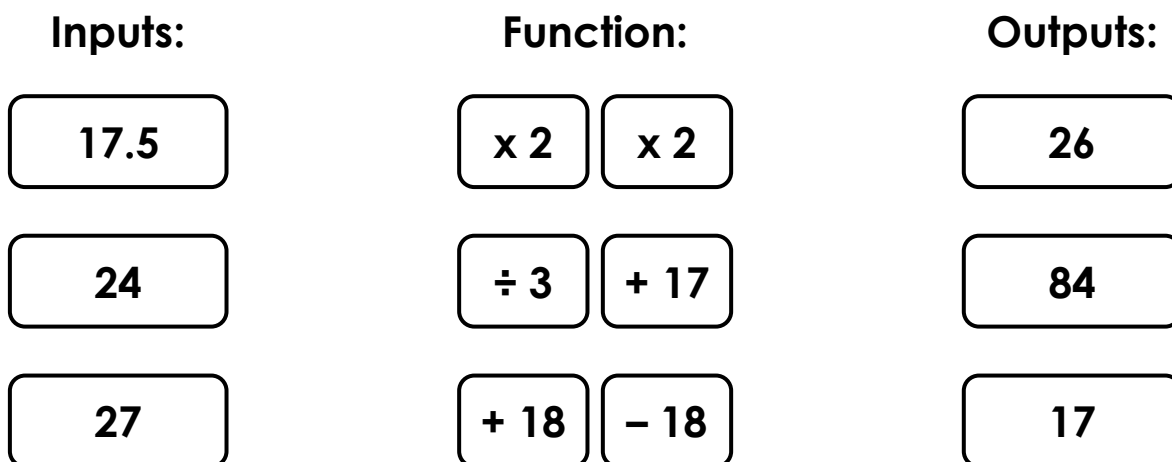 Inputs: Function: Outputs:
17.5 x 2 x 2 26
24 ÷ 3 + 17 84
27 + 18 – 18 17